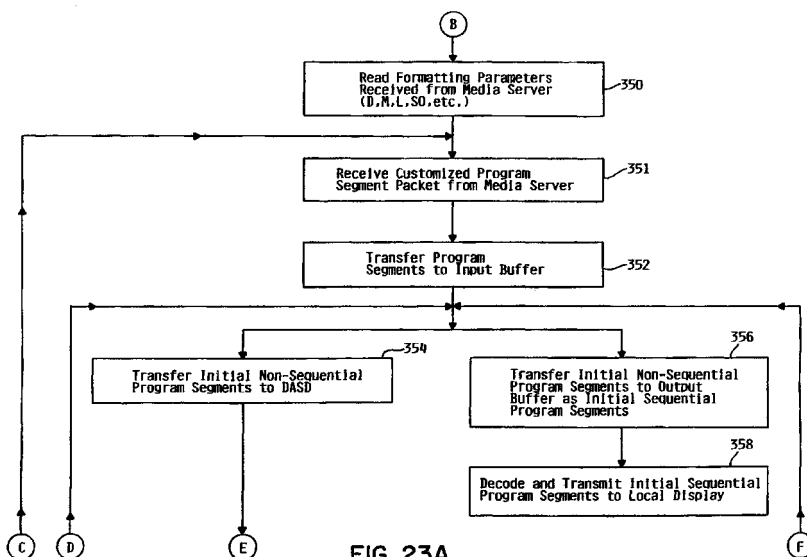 B
Read Formatting Parameters
Received from Media Server
(D,M,L,SO,etc.)
350
Receive Customized Program
Segment Packet from Media Server
351
Transfer Program
Segments to Input Buffer
352
354
Transfer Initial Non-Sequential
Program Segments to DASD
356
Transfer Initial Non-Sequential
Program Segments to Output
Buffer as Initial Sequential
Program Segments
358
Decode and Transmit Initial Sequential
Program Segments to Local Display
C
D
E
FIG. 23A
F